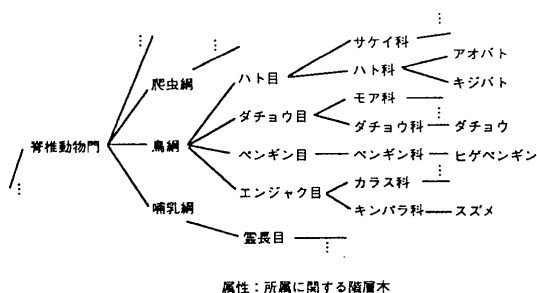 サケイ科
アオバト
爬虫綱
ハト目
ハト科
キジバト
モア科
ダチョウ目
ダチョウ科
ダチョウ
脊椎動物門
鳥綱
ペンギン目
ペンギン科
ヒゲペンギン
カラス科
エンジャク目
哺乳綱
キンパラ科
スズメ
霊長目
属性:所属に関する階層木